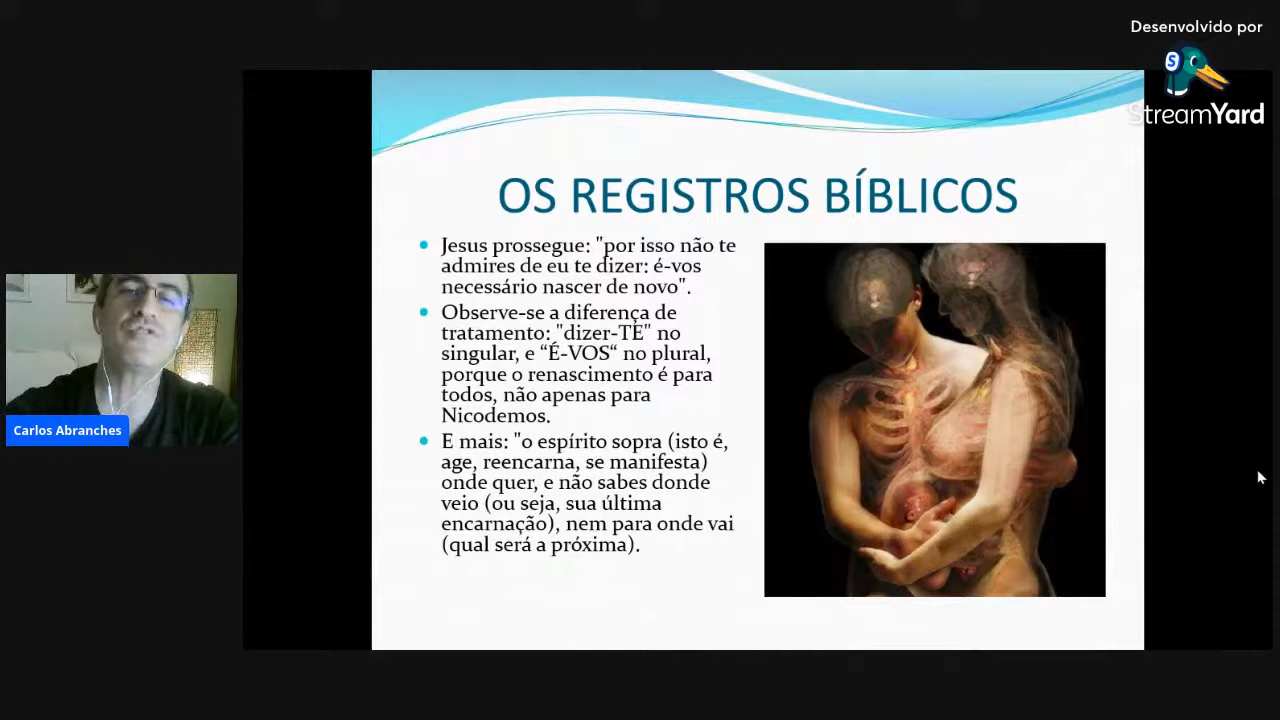 Desenvolvido por
StreamYard
OS REGISTROS BÍBLICOS
Jesus prossegue: "por isso não te
admires de eu te dizer: é-vos
necessário nascer de novo".
Observe-se a diferença de
tratamento: "dizer-TE" no
singular, e “É-VOS“ no plural,
porque o renascimento é para
todos, não apenas para
Nicodemos.
E mais: "o espírito sopra (isto é,
age, reencarna, se manifesta)
onde quer, e não sabes donde
veio (ou seja, sua última
encarnação), nem para onde vai
(qual será a próxima).
Carlos Abranches